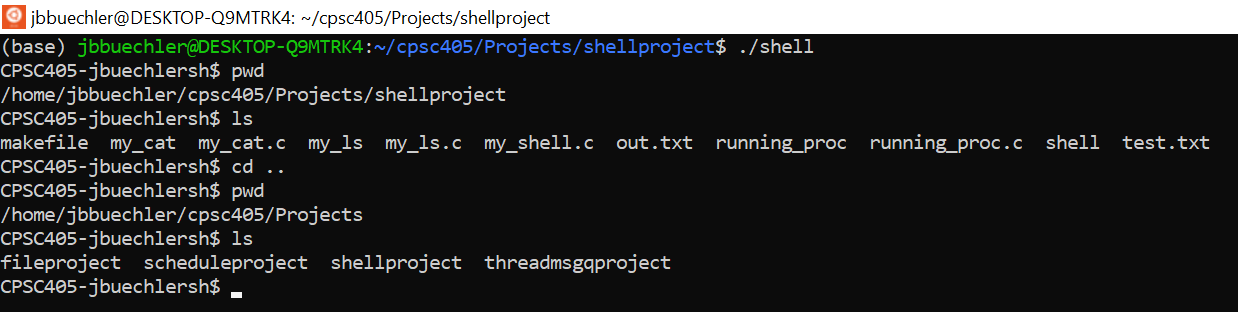 jbbuechler@DESKTOP-Q9MTRK4: ~/cpsc405/Projects/shellproject
(base) jbbuechler@DESKTOP-Q9MTRK4:~/cpsc405/Projects/shellproject$ ./shell
CPSC405-jbuechlersh$ pwd
/home/jbbuechler/cpsc405/Projects/shellproject
CPSC405-jbuechlersh$ ls
makefile  my_cat  my_cat.c  my_ls  my_ls.c  my_shell.c  out.txt  running_proc  running_proc.c  shell  test.txt
CPSC405-jbuechlersh$ cd ..
CPSC405-jbuechlersh$ pwd
/home/jbbuechler/cpsc405/Projects
CPSC405-jbuechlersh$ ls
fileproject  scheduleproject  shellproject  threadmsgqproject
CPSC405-jbuechlersh$